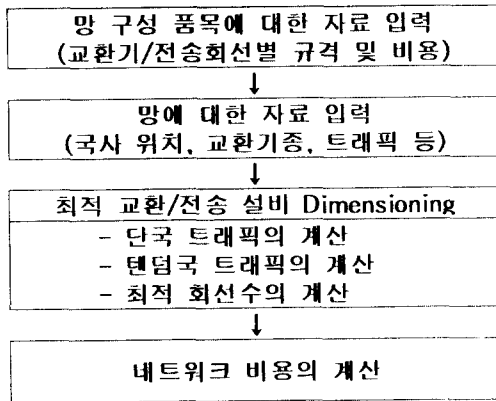 망 구성 품목에 대한 자료 입력
(교환기/전송회선별 규격 및 비용)
망에 대한 자료 입력
(국사 위치, 교환기종, 트래픽 등)
최적 교환/전송 설비 Dimensioning
- 단국 트래픽의 계산
- 텐덤국 트래픽의 계산
- 최적 회선수의 계산
네트워크 비용의 계산